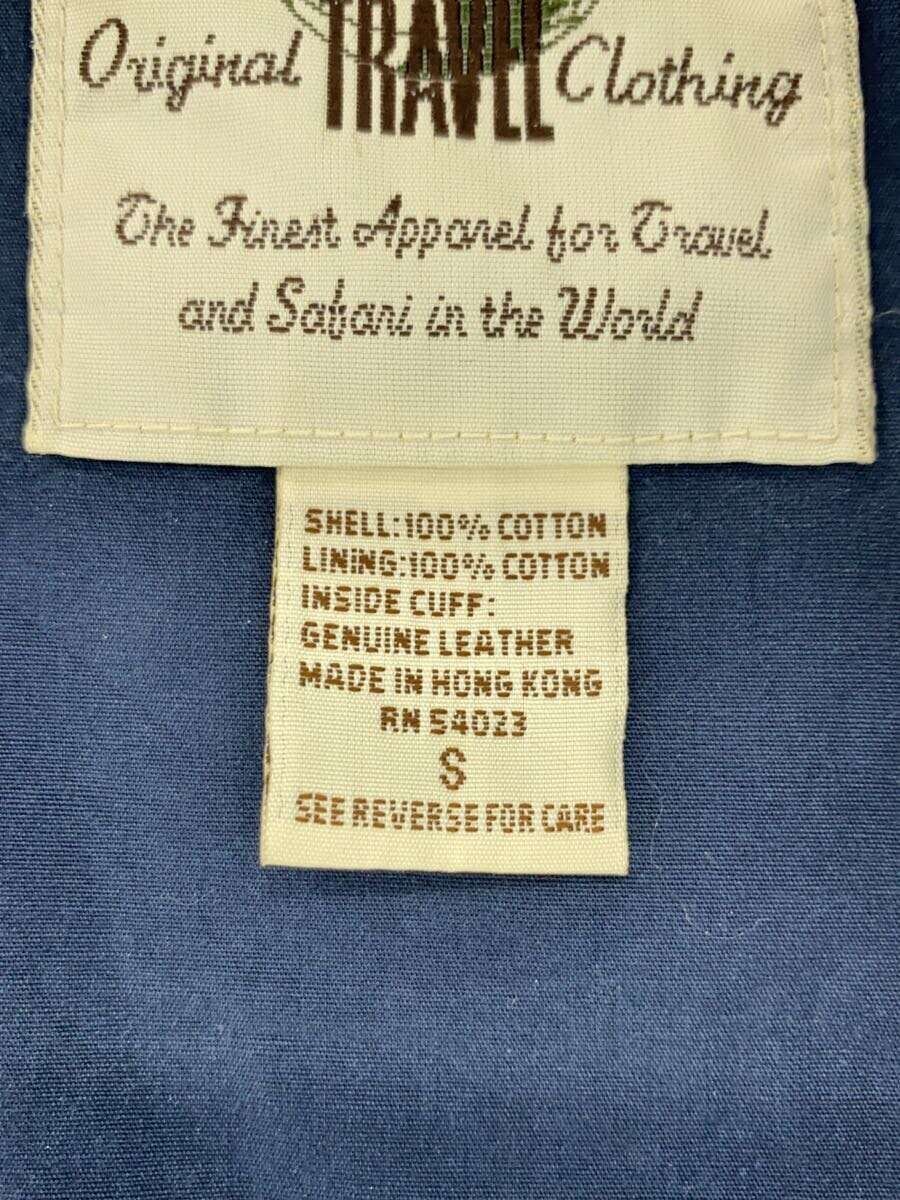 Original TRAVEL Clothing
The Finest Apparel for Travel
and Safari in the World
SHELL:100% COTTON
LINING:100% COTTON
INSIDE CUFF:
GENUINE LEATHER
MADE IN HONG KONG
RN 54023
S
SEE REVERSE FOR CARE